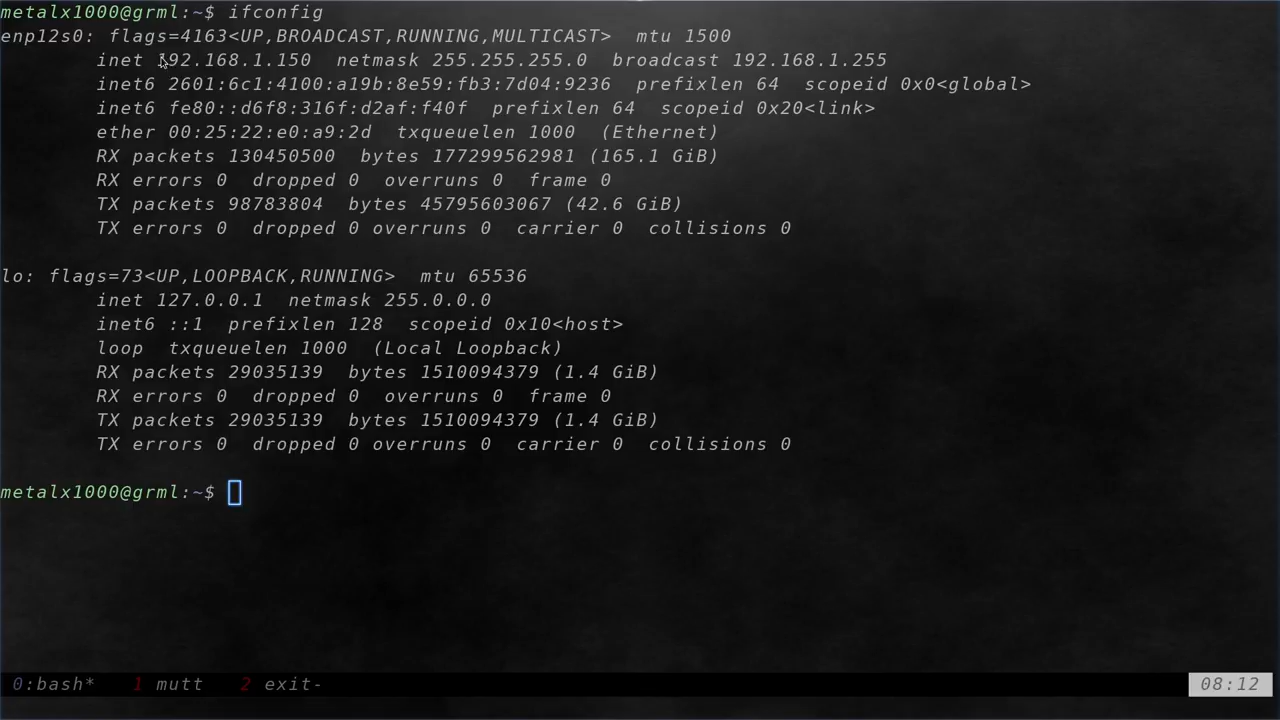 metalx1000@grml:~$ ifconfig
enp12s0: flags=4163<UP,BROADCAST,RUNNING,MULTICAST>  mtu 1500
        inet 192.168.1.150  netmask 255.255.255.0  broadcast 192.168.1.255
        inet6 2601:6c1:4100:a19b:8e59:fb3:7d04:9236  prefixlen 64  scopeid 0x0<global>
        inet6 fe80::d6f8:316f:d2af:f40f  prefixlen 64  scopeid 0x20<link>
        ether 00:25:22:e0:a9:2d  txqueuelen 1000  (Ethernet)
        RX packets 130450500  bytes 177299562981 (165.1 GiB)
        RX errors 0  dropped 0  overruns 0  frame 0
        TX packets 98783804  bytes 45795603067 (42.6 GiB)
        TX errors 0  dropped 0 overruns 0  carrier 0  collisions 0

lo: flags=73<UP,LOOPBACK,RUNNING>  mtu 65536
        inet 127.0.0.1  netmask 255.0.0.0
        inet6 ::1  prefixlen 128  scopeid 0x10<host>
        loop  txqueuelen 1000  (Local Loopback)
        RX packets 29035139  bytes 1510094379 (1.4 GiB)
        RX errors 0  dropped 0  overruns 0  frame 0
        TX packets 29035139  bytes 1510094379 (1.4 GiB)
        TX errors 0  dropped 0 overruns 0  carrier 0  collisions 0

metalx1000@grml:~$
0:bash*   1 mutt   2 exit-   08:12